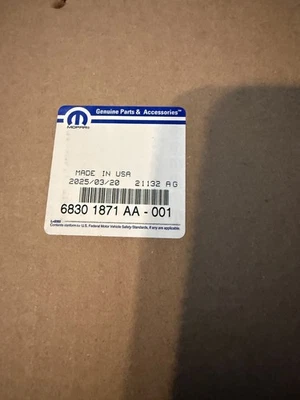 Genuine Parts & Accessories™
MOPAR®
MADE IN USA
2025/03/20 21132 AG
6830 1871 AA - 001
Contents conform to U.S. Federal Motor Vehicle Safety Standards, if any are applicable.